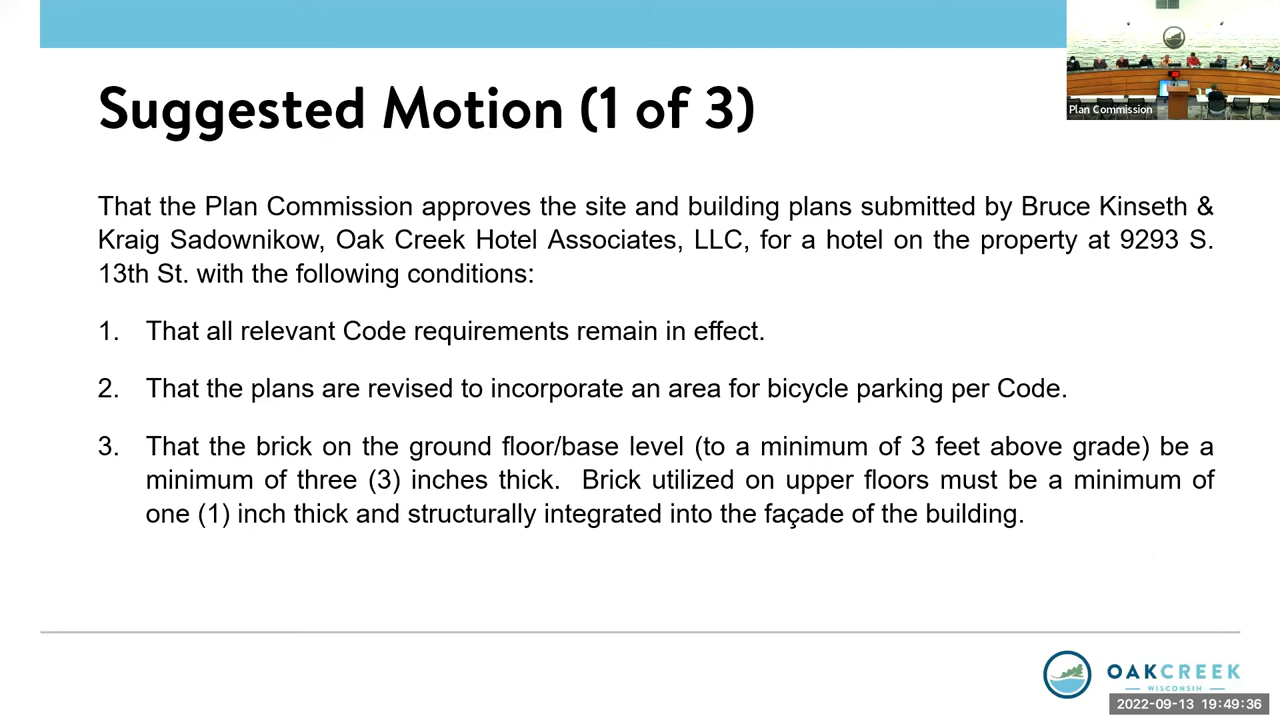 Suggested Motion (1 of 3)
Plan Commission
That the Plan Commission approves the site and building plans submitted by Bruce Kinseth &
Kraig Sadownikow, Oak Creek Hotel Associates, LLC, for a hotel on the property at 9293 S.
13th St. with the following conditions:
1. That all relevant Code requirements remain in effect.
2. That the plans are revised to incorporate an area for bicycle parking per Code.
3. That the brick on the ground floor/base level (to a minimum of 3 feet above grade) be a
minimum of three (3) inches thick. Brick utilized on upper floors must be a minimum of
one (1) inch thick and structurally integrated into the façade of the building.
OAKCREEK
WISCONSIN
2022-09-13 19:49:36